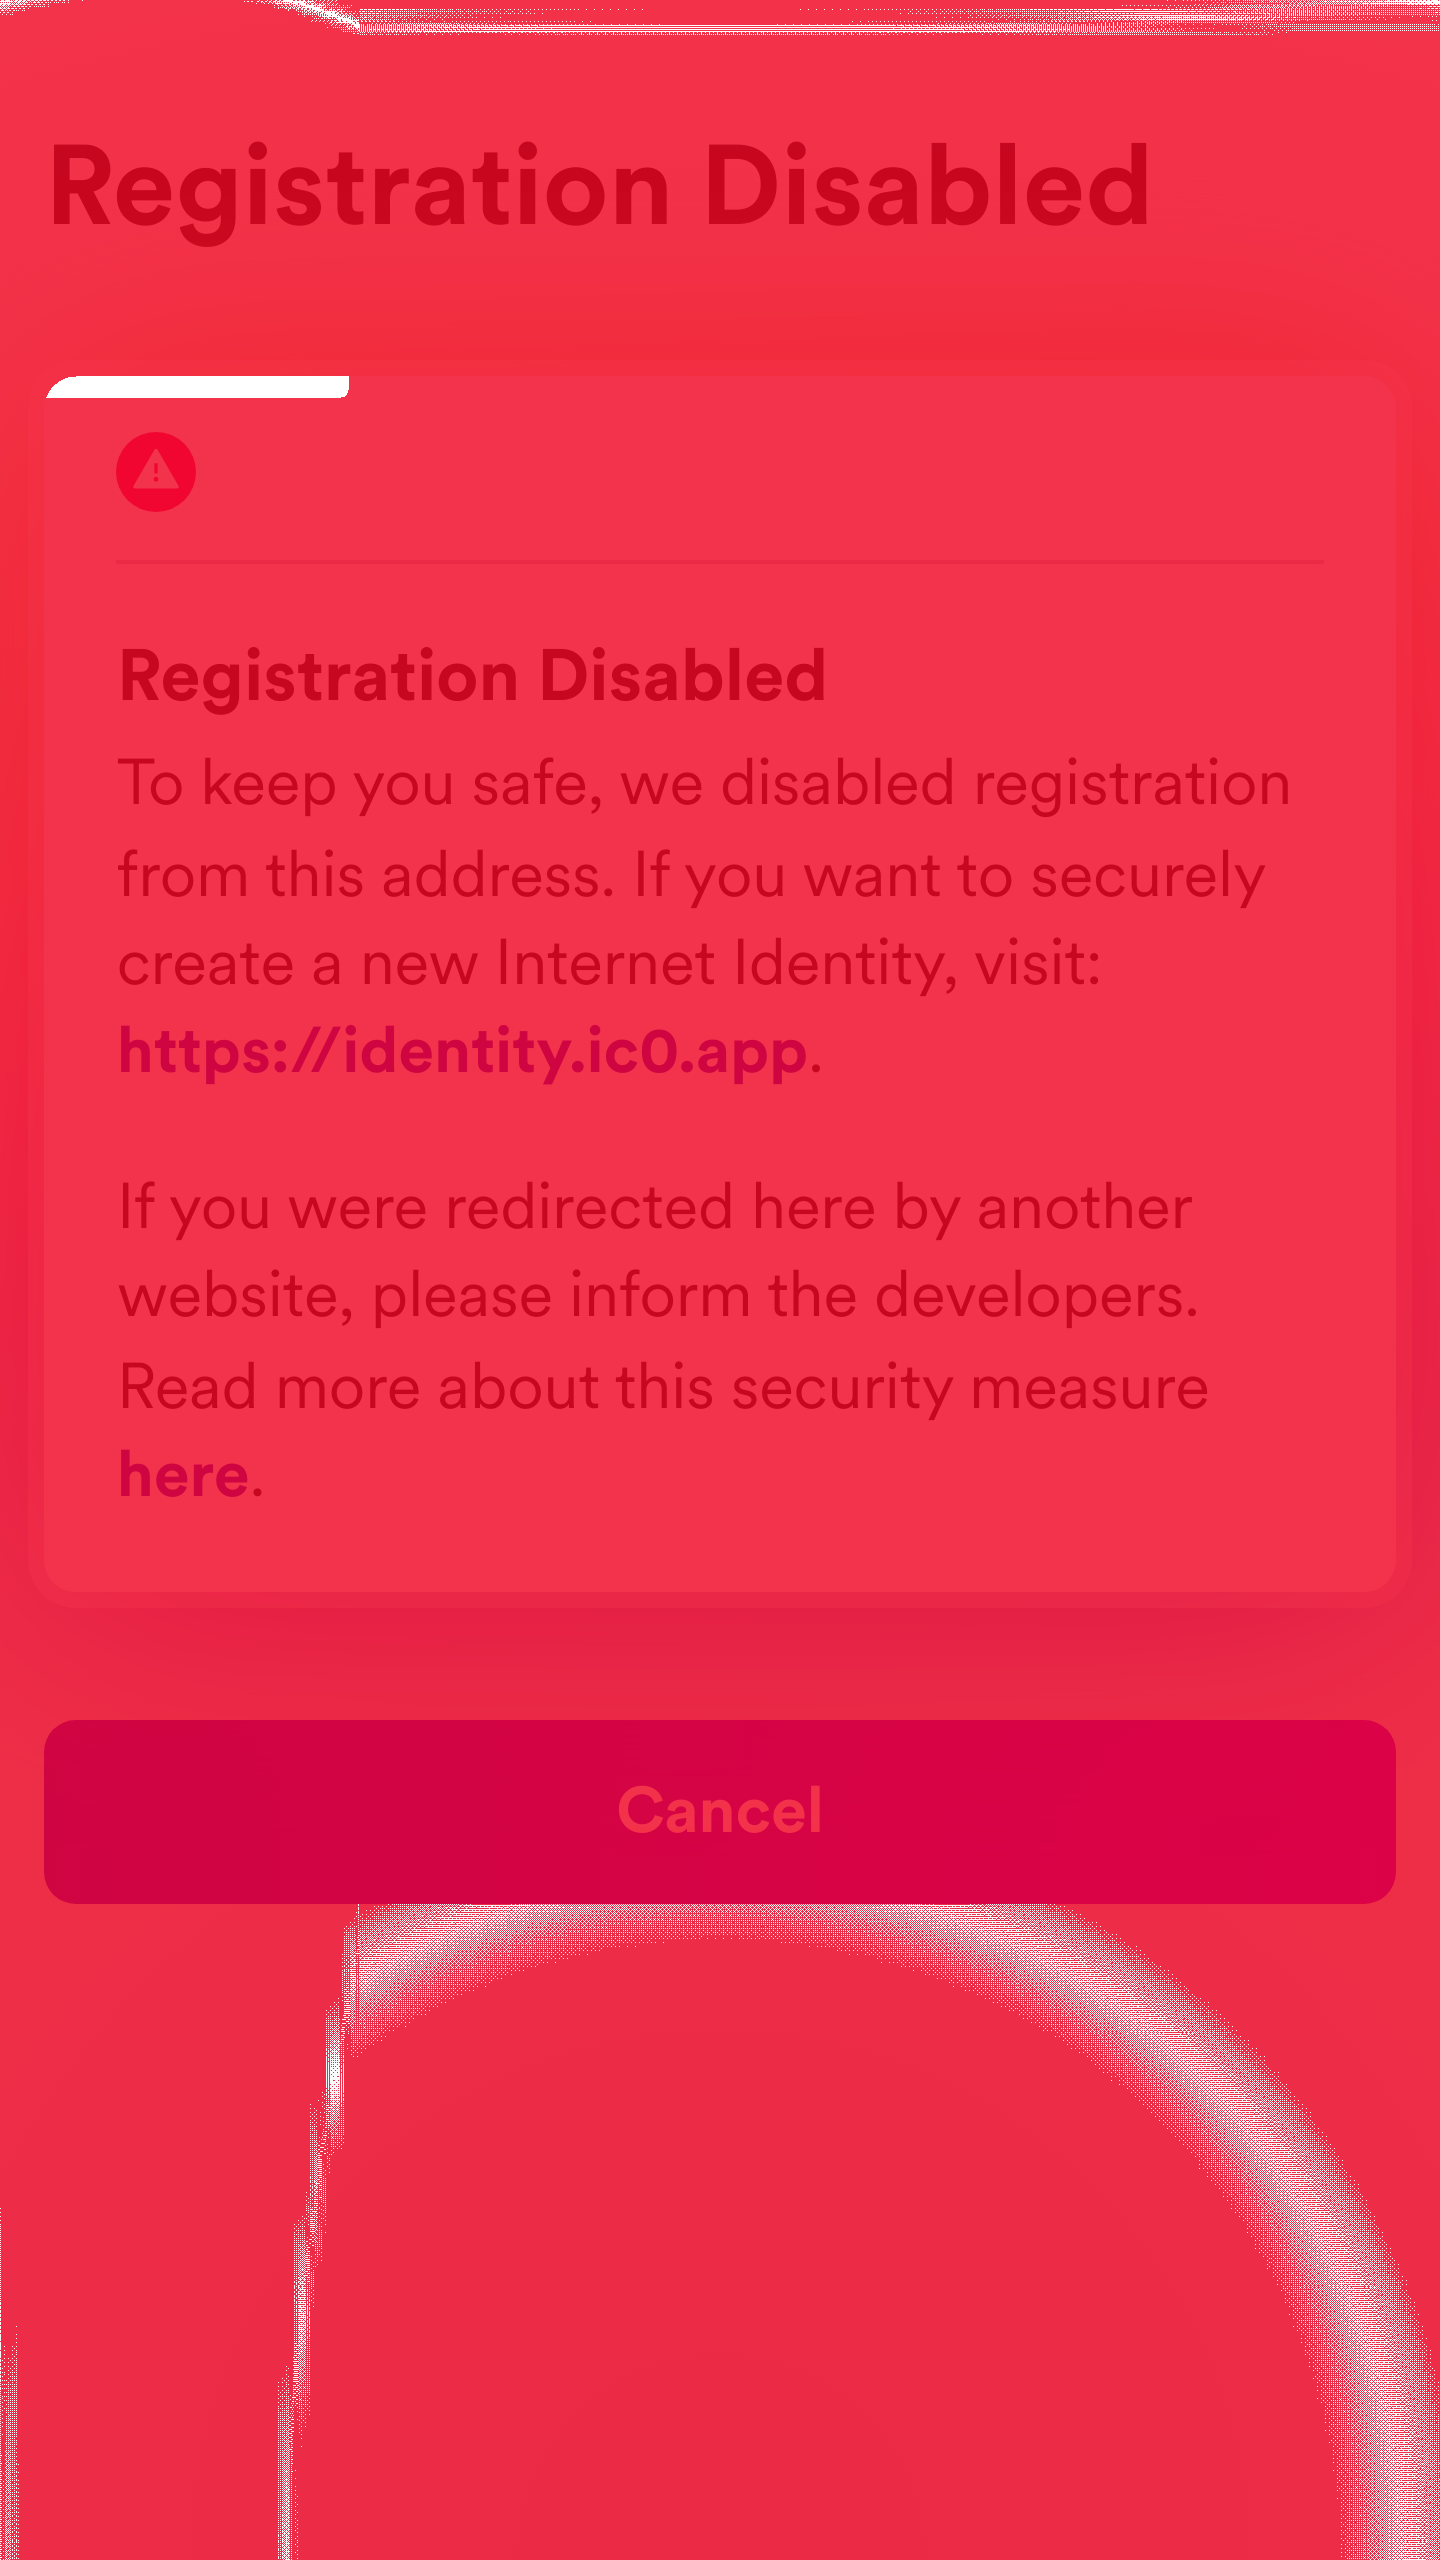 Registration Disabled
Registration Disabled
To keep you safe, we disabled registration
from this address. If you want to securely
create a new Internet Identity, visit:
https://identity.ic0.app.
If you were redirected here by another
website, please inform the developers.
Read more about this security measure
here.
Cancel